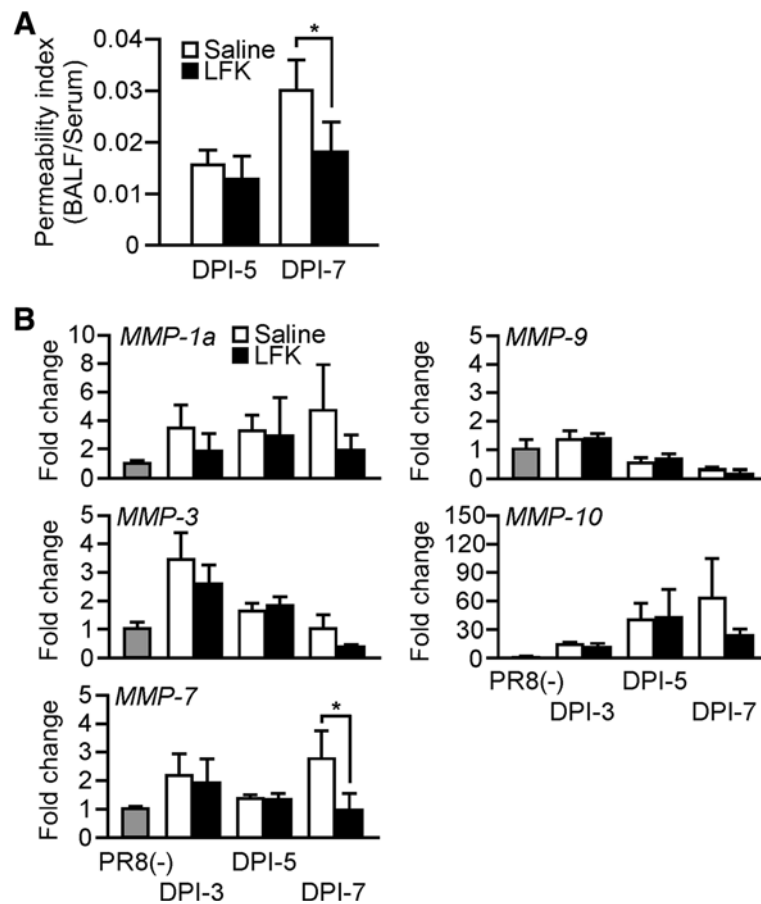 A
Permeability index
(BALF/Serum)
0.04
0.03
0.02
0.01
0
Saline
LFK
*
DPI-5 DPI-7
B
Fold change
10
8
6
4
2
0
MMP-1a
Saline
LFK
Fold change
5
4
3
2
1
0
MMP-9
Fold change
5
4
3
2
1
0
MMP-3
Fold change
150
120
90
60
30
0
MMP-10
PR8(-) DPI-5
DPI-3 DPI-7
Fold change
5
4
3
2
1
0
MMP-7
*
PR8(-) DPI-5
DPI-3 DPI-7